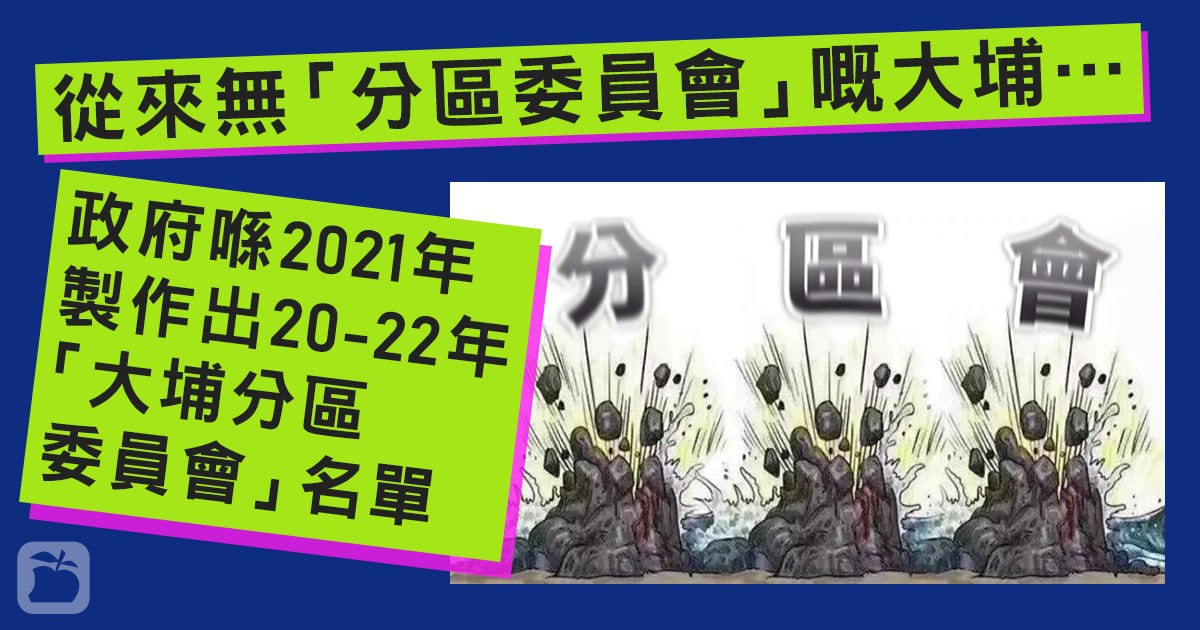 從來無「分區委員會」嘅大埔…
政府喺2021年
製作出20-22年
「大埔分區
委員會」名單
分 區 會